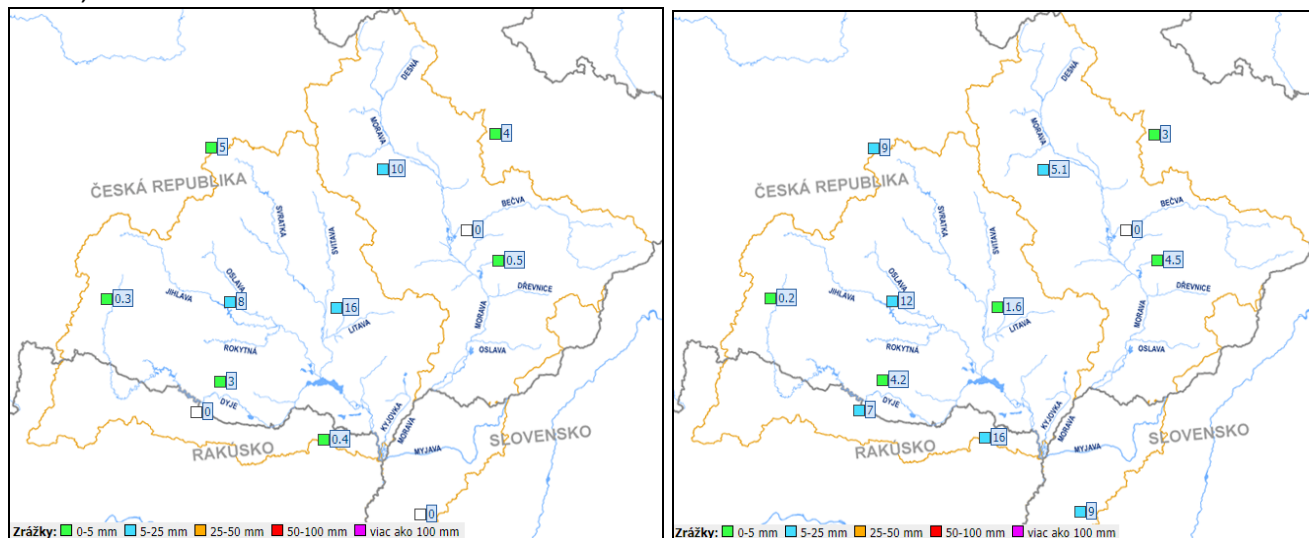 DESNÁ
MORAVA
4
5
10
ČESKÁ REPUBLIKA
SVRATKA
SVITAVA
BEČVA
0
0.5
OSLAVA
JIHLAVA
0.3
8
16
DŘEVNICE
MORAVA
LITAVA
ROKYTNÁ
OSLAVA
3
DYJE
0
KYJOVKA
MORAVA
0.4
RAKÚSKO
SLOVENSKO
MYJAVA
0
Zrážky: 0-5 mm 5-25 mm 25-50 mm 50-100 mm viac ako 100 mm
DESNÁ
MORAVA
3
9
5.1
ČESKÁ REPUBLIKA
SVRATKA
SVITAVA
BEČVA
0
4.5
OSLAVA
JIHLAVA
0.2
12
1.6
DŘEVNICE
MORAVA
LITAVA
ROKYTNÁ
OSLAVA
4.2
DYJE
7
KYJOVKA
MORAVA
16
RAKÚSKO
SLOVENSKO
MYJAVA
9
Zrážky: 0-5 mm 5-25 mm 25-50 mm 50-100 mm viac ako 100 mm